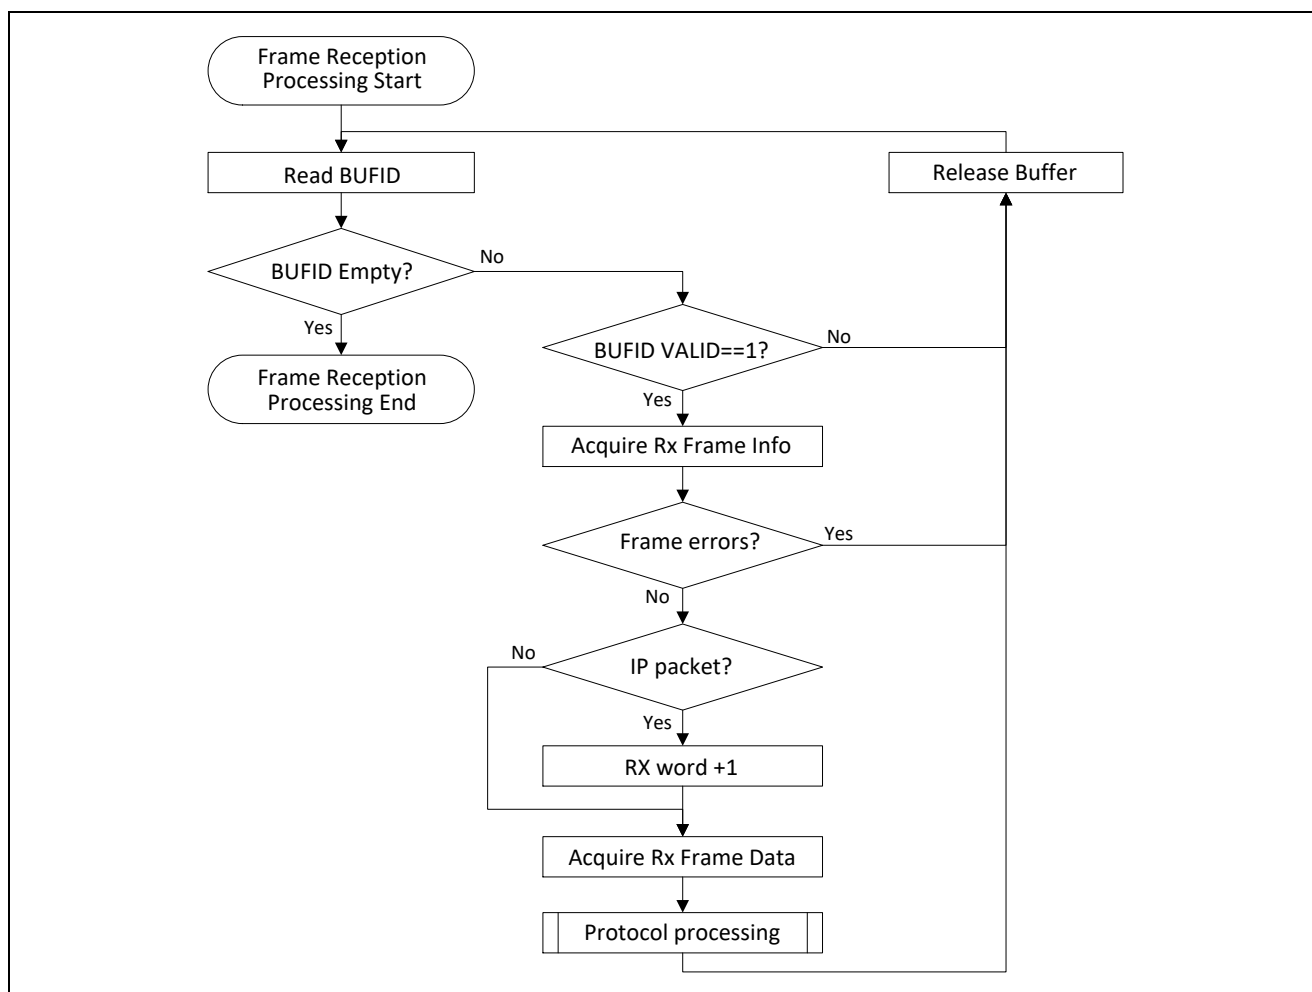 Frame Reception
Processing Start
Read BUFID
Release Buffer
BUFID Empty?
No
Yes
Frame Reception
Processing End
BUFID VALID==1?
No
Yes
Acquire Rx Frame Info
Frame errors?
Yes
No
IP packet?
No
Yes
RX word +1
Acquire Rx Frame Data
Protocol processing